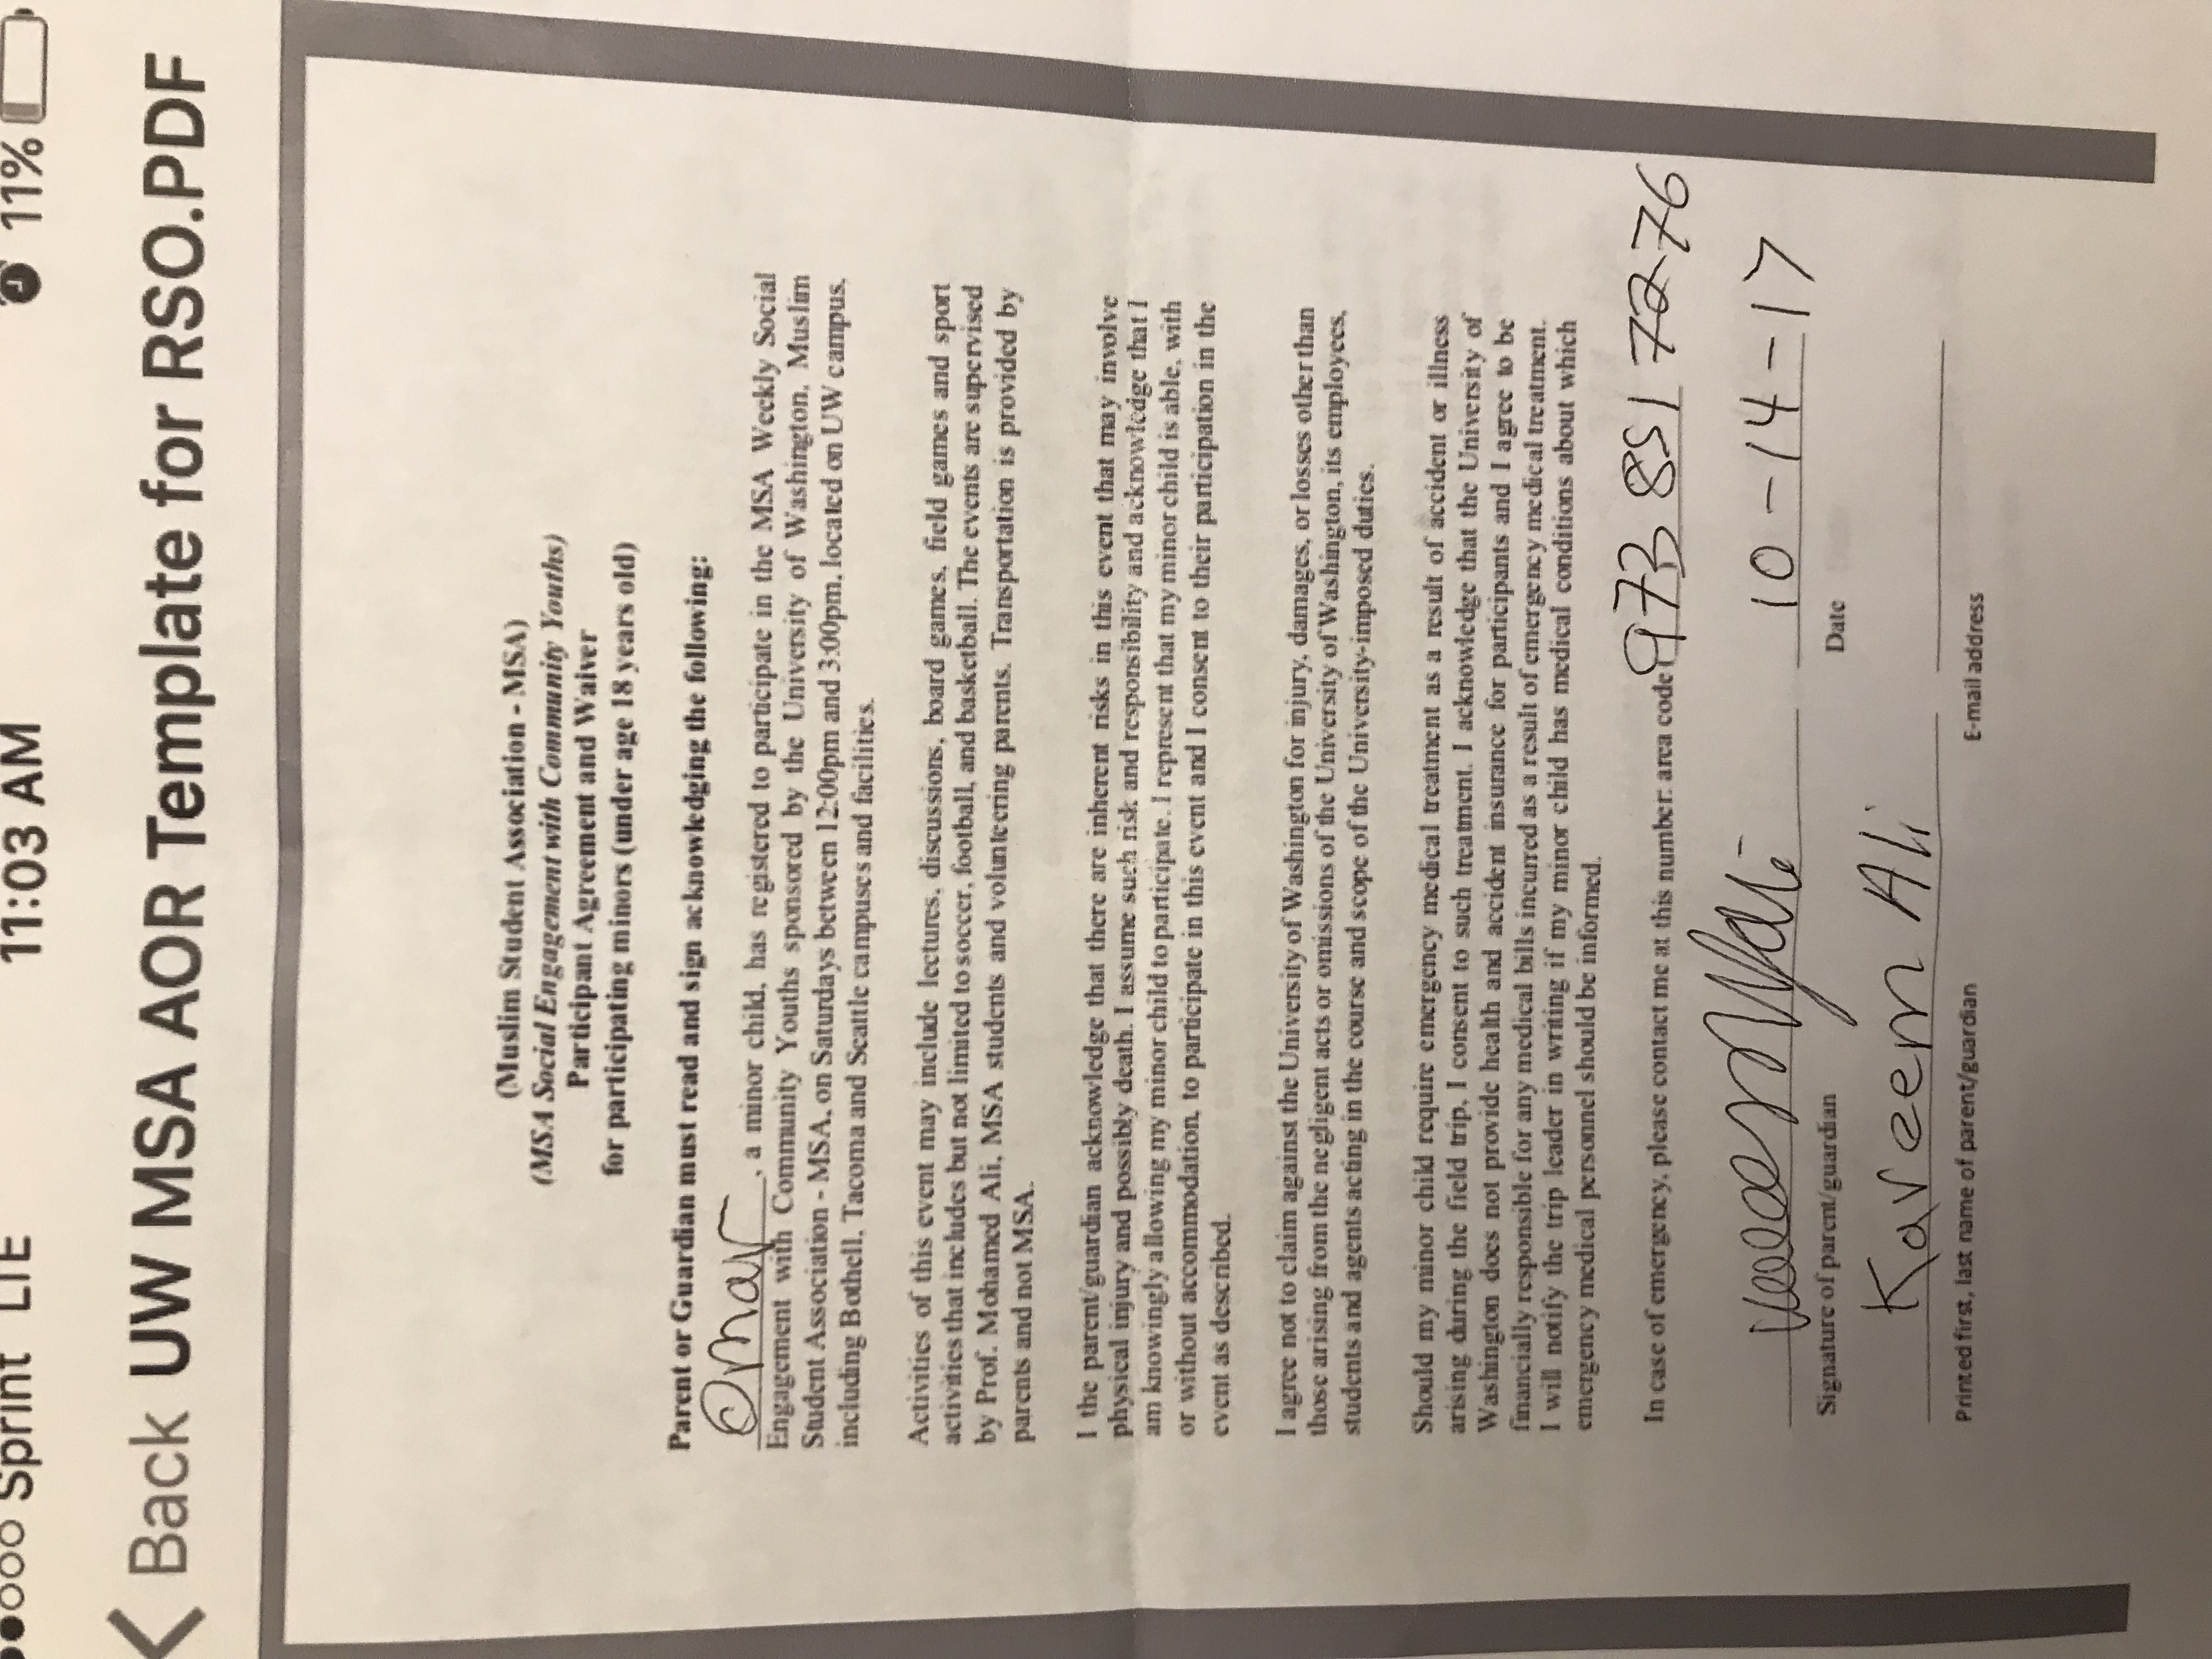 Sprint LTE 11:03 AM 11%
Back UW MSA AOR Template for RSO.PDF
(Muslim Student Association - MSA)
(MSA Social Engagement with Community Youths)
Participant Agreement and Waiver
for participating minors (under age 18 years old)
Parent or Guardian must read and sign acknowledging the following:
Omar, a minor child, has registered to participate in the MSA Weekly Social
Engagement with Community Youths sponsored by the University of Washington, Muslim
Student Association - MSA, on Saturdays between 12:00pm and 3:00pm, located on UW campus,
including Bothell, Tacoma and Seattle campuses and facilities.
Activities of this event may include lectures, discussions, board games, field games and sport
activities that includes but not limited to soccer, football, and basketball. The events are supervised
by Prof. Mohamed Ali, MSA students and volunteering parents. Transportation is provided by
parents and not MSA.
I the parent/guardian acknowledge that there are inherent risks in this event that may involve
physical injury and possibly death. I assume such risk and responsibility and acknowledge that I
am knowingly allowing my minor child to participate. I represent that my minor child is able, with
or without accommodation, to participate in this event and I consent to their participation in the
event as described.
I agree not to claim against the University of Washington for injury, damages, or losses other than
those arising from the negligent acts or omissions of the University of Washington, its employees,
students and agents acting in the course and scope of the University-imposed duties.
Should my minor child require emergency medical treatment as a result of accident or illness
arising during the field trip, I consent to such treatment. I acknowledge that the University of
Washington does not provide health and accident insurance for participants and I agree to be
financially responsible for any medical bills incurred as a result of emergency medical treatment.
I will notify the trip leader in writing if my minor child has medical conditions about which
emergency medical personnel should be informed.
In case of emergency, please contact me at this number: area code (973 851 7276
10-14-17
Signature of parent/guardian Date
Kareem Ali
Printed first, last name of parent/guardian E-mail address